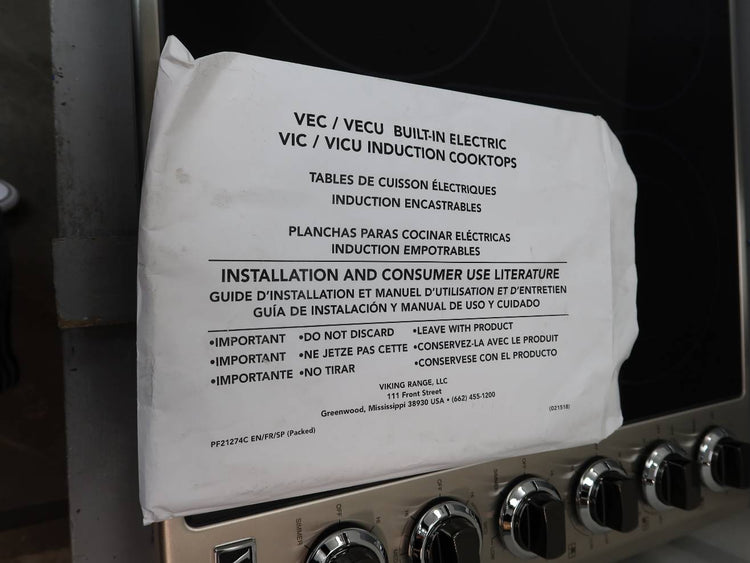 VEC / VECU BUILT-IN ELECTRIC
VIC / VICU INDUCTION COOKTOPS
TABLES DE CUISSON ÉLECTRIQUES
INDUCTION ENCASTRABLES
PLANCHAS PARAS COCINAR ELÉCTRICAS
INDUCTION EMPOTRABLES
INSTALLATION AND CONSUMER USE LITERATURE
GUIDE D'INSTALLATION ET MANUEL D'UTILISATION ET D'ENTRETIEN
GUÍA DE INSTALACIÓN Y MANUAL DE USO Y CUIDADO
•IMPORTANT •DO NOT DISCARD •LEAVE WITH PRODUCT
•IMPORTANT •NE JETZE PAS CETTE •CONSERVEZ-LA AVEC LE PRODUIT
•IMPORTANTE •NO TIRAR •CONSERVESE CON EL PRODUCTO
VIKING RANGE, LLC
111 Front Street
Greenwood, Mississippi 38930 USA • (662) 455-1200
(021518)
PF21274C EN/FR/SP (Packed)
OFF
SIMMER